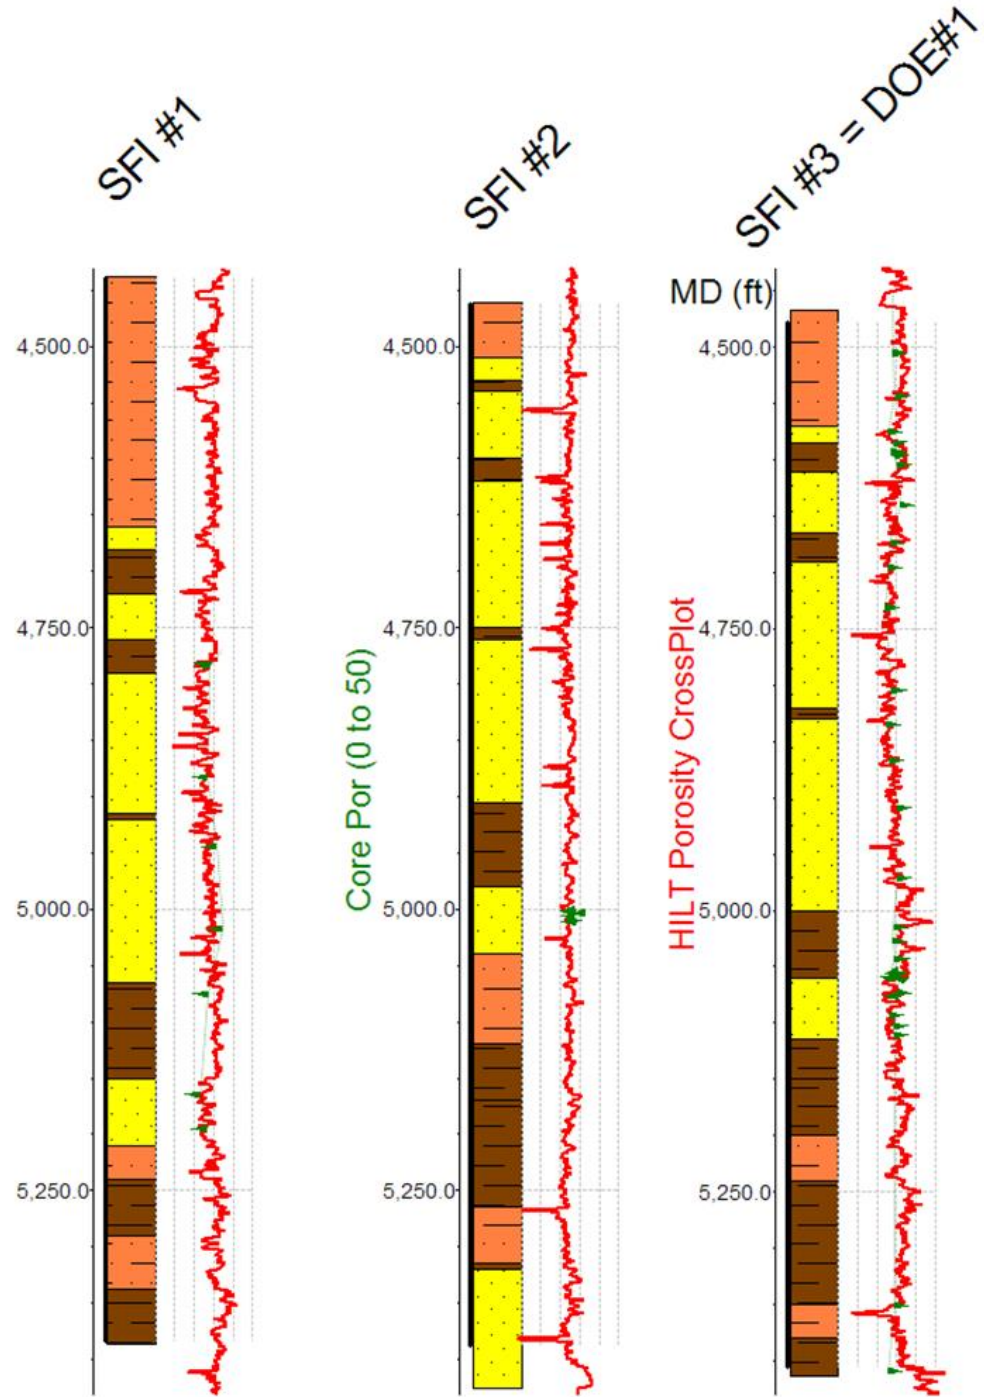 SFI #1
SFI #2
SFI #3 = DOE#1
MD (ft)
4,500.0
4,500.0
4,500.0
4,750.0
4,750.0
4,750.0
Core Por (0 to 50)
HILT Porosity CrossPlot
5,000.0
5,000.0
5,000.0
5,250.0
5,250.0
5,250.0